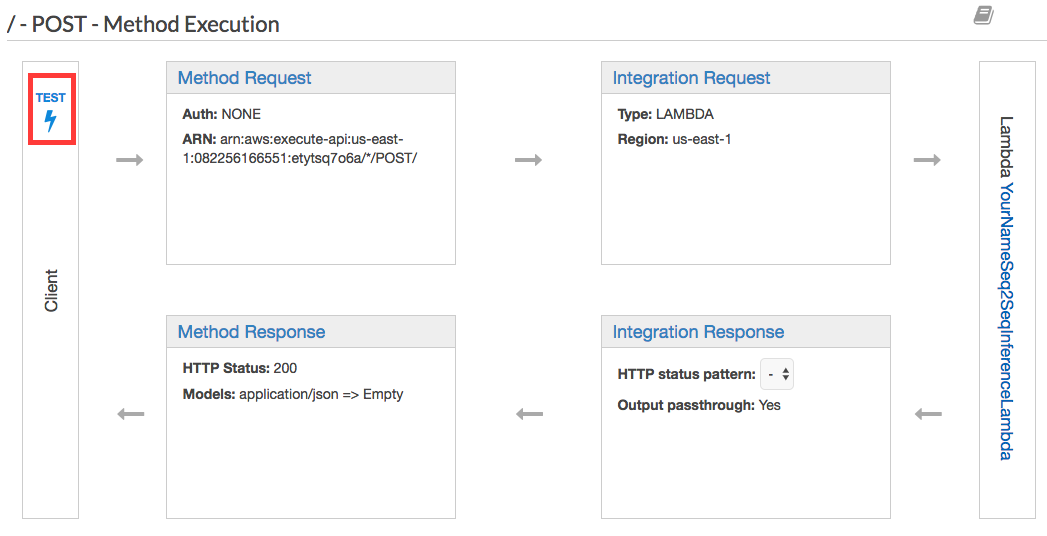 / - POST - Method Execution
TEST
Client
Method Request
Auth: NONE
ARN: arn:aws:execute-api:us-east-
1:082256166551:etytsq7o6a/*/POST/
Integration Request
Type: LAMBDA
Region: us-east-1
Lambda YourNameSeq2SeqInferenceLambda
Method Response
HTTP Status: 200
Models: application/json => Empty
Integration Response
HTTP status pattern: -
Output passthrough: Yes